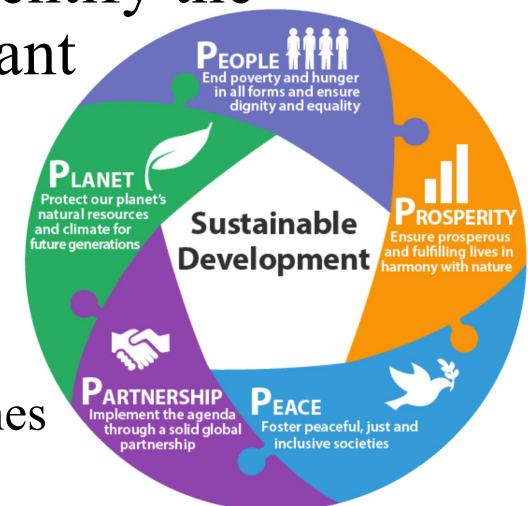 ant
PEOPLE
End poverty and hunger
in all forms and ensure
dignity and equality
PLANET
Protect our planet's
natural resources
and climate for
future generations
PROSPERITY
Ensure prosperous
and fulfilling lives in
harmony with nature
Sustainable
Development
PARTNERSHIP
Implement the agenda
through a solid global
partnership
PEACE
Foster peaceful, just and
inclusive societies